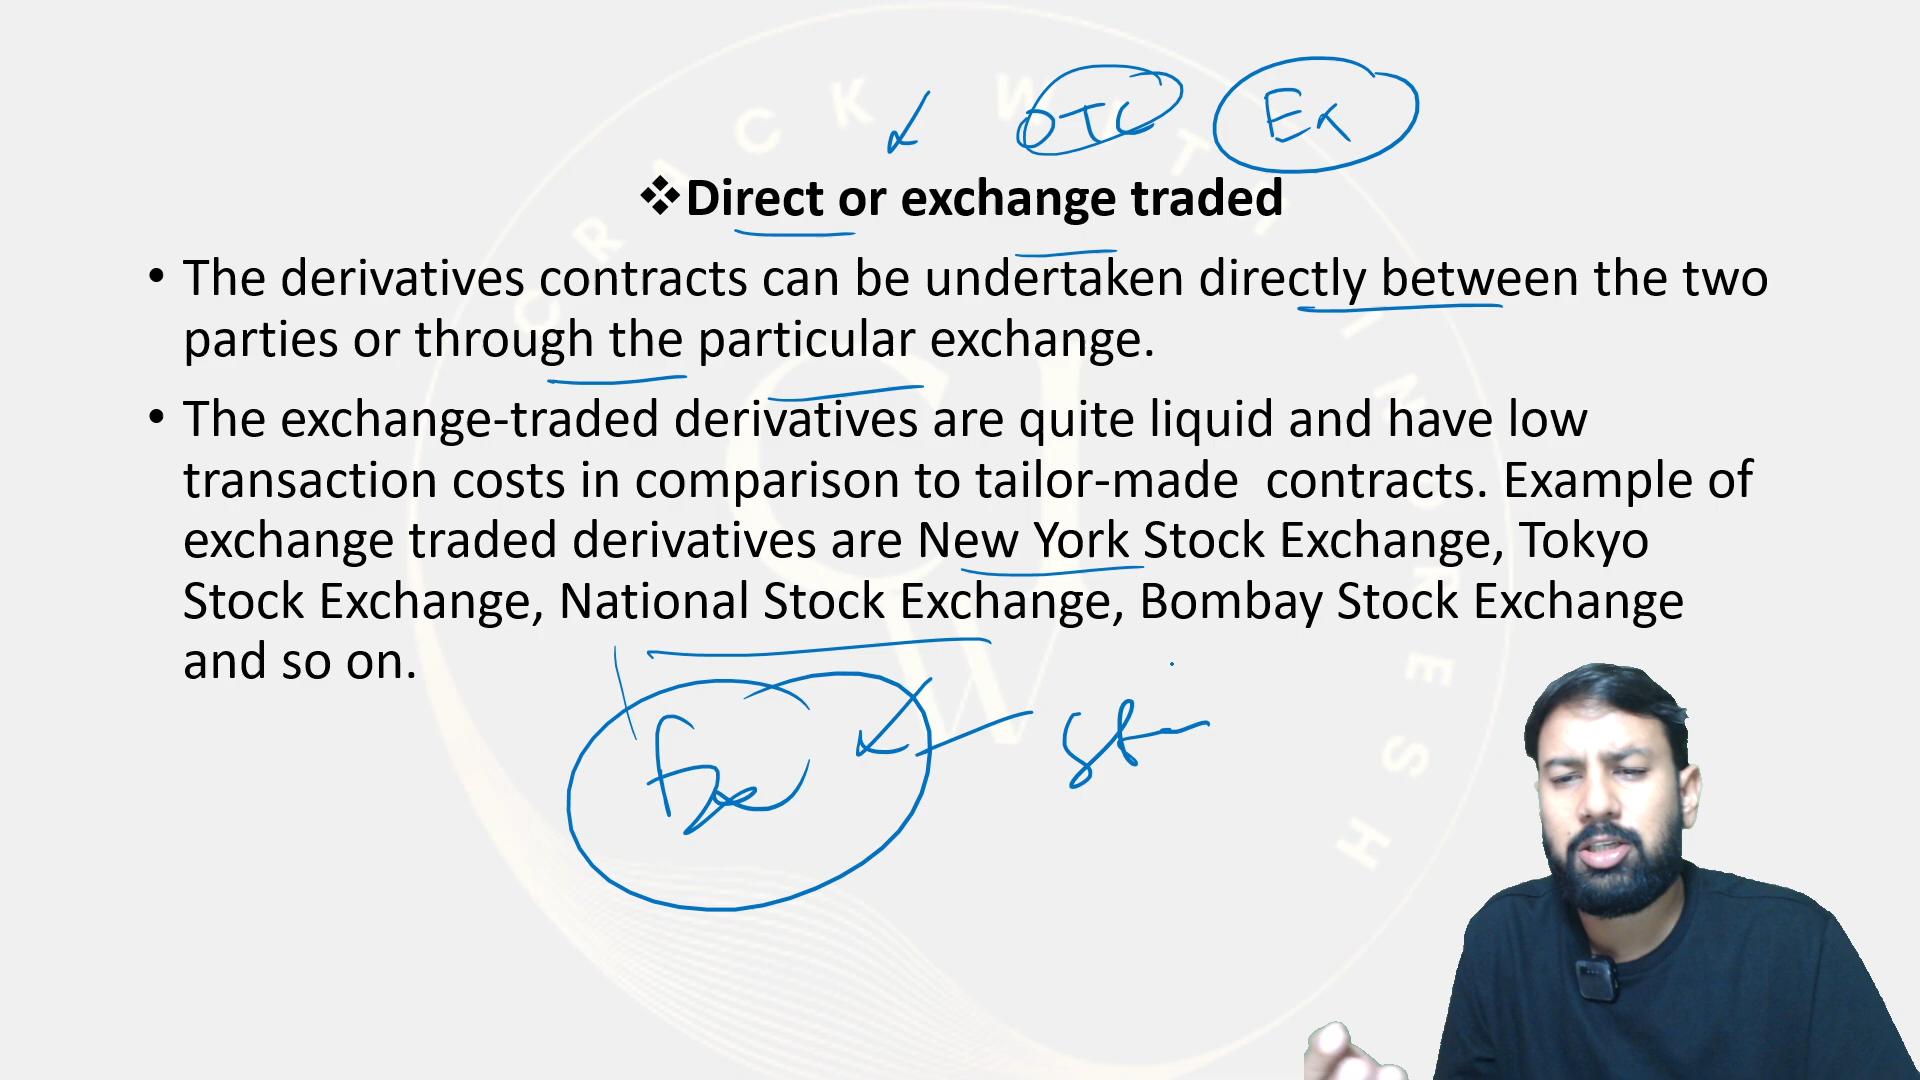 OTC Ex
❖Direct or exchange traded
• The derivatives contracts can be undertaken directly between the two
parties or through the particular exchange.
• The exchange-traded derivatives are quite liquid and have low
transaction costs in comparison to tailor-made contracts. Example of
exchange traded derivatives are New York Stock Exchange, Tokyo
Stock Exchange, National Stock Exchange, Bombay Stock Exchange
and so on.